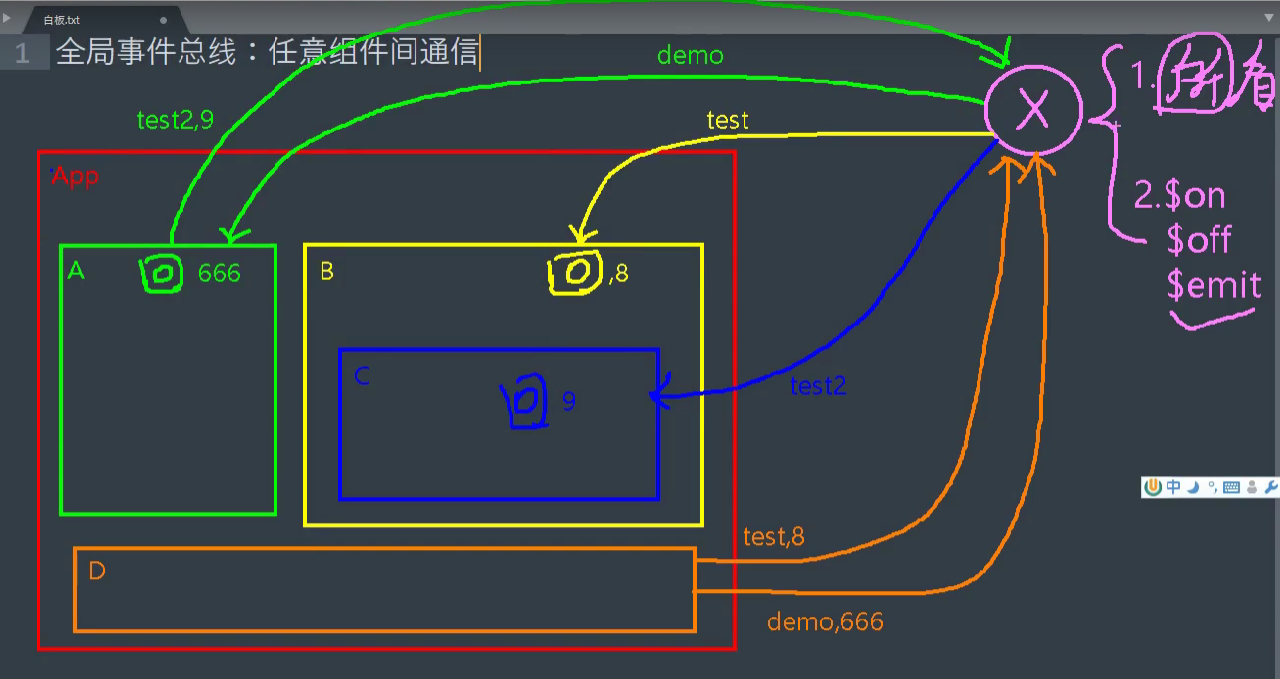 白板.txt
1 全局事件总线：任意组件间通信
demo
test2,9
test
X
1.所有看
App
2.$on
$off
$emit
A
666
B
,8
C
9
test2
中
test,8
D
demo,666